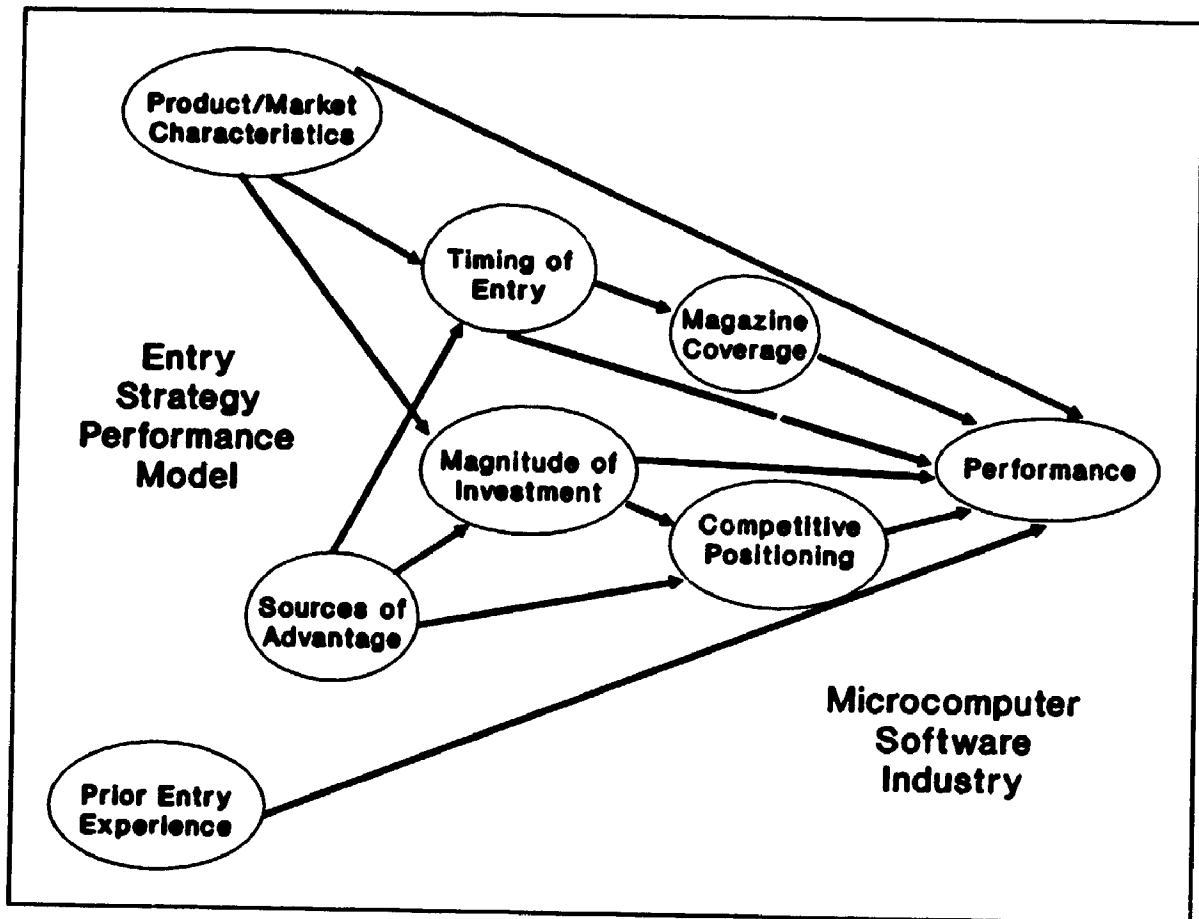 Product/Market
Characteristics
Timing of
Entry
Magazine
Coverage
Entry
Strategy
Performance
Model
Magnitude of
Investment
Performance
Competitive
Positioning
Sources of
Advantage
Microcomputer
Software
Industry
Prior Entry
Experience